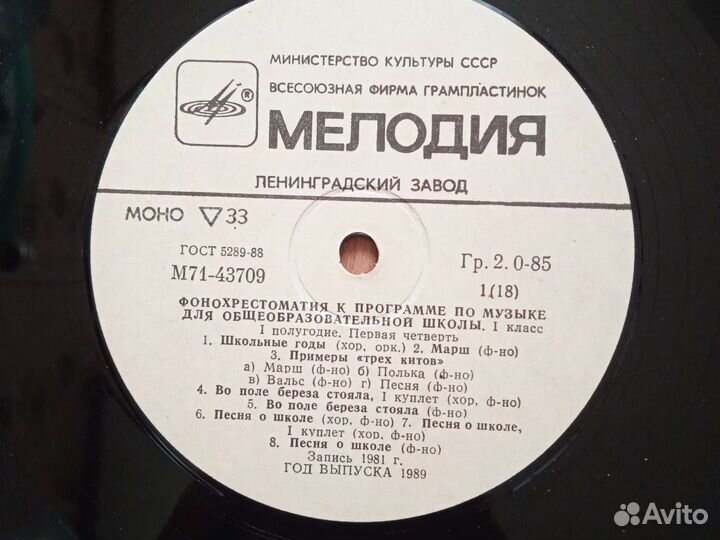 МИНИСТЕРСТВО КУЛЬТУРЫ СССР
ВСЕСОЮЗНАЯ ФИРМА ГРАМПЛАСТИНОК
®
МЕЛОДИЯ
ЛЕНИНГРАДСКИЙ ЗАВОД
МОНО ▽ 33
ГОСТ 5289-88
М71-43709
Гр. 2. 0-85
1(18)
ФОНОХРЕСТОМАТИЯ К ПРОГРАММЕ ПО МУЗЫКЕ
ДЛЯ ОБЩЕОБРАЗОВАТЕЛЬНОЙ ШКОЛЫ. I класс
I полугодие. Первая четверть
1. Школьные годы (хор, орк.) 2. Марш (ф-но)
3. Примеры «трех китов»
а) Марш (ф-но) б) Полька (ф-но)
в) Вальс (ф-но) г) Песня (ф-но)
4. Во поле береза стояла, I куплет (хор, ф-но)
5. Во поле береза стояла (ф-но)
6. Песня о школе (хор, ф-но) 7. Песня о школе,
I куплет (хор, ф-но)
8. Песня о школе (ф-но)
Запись 1981 г.
ГОД ВЫПУСКА 1989
Avito